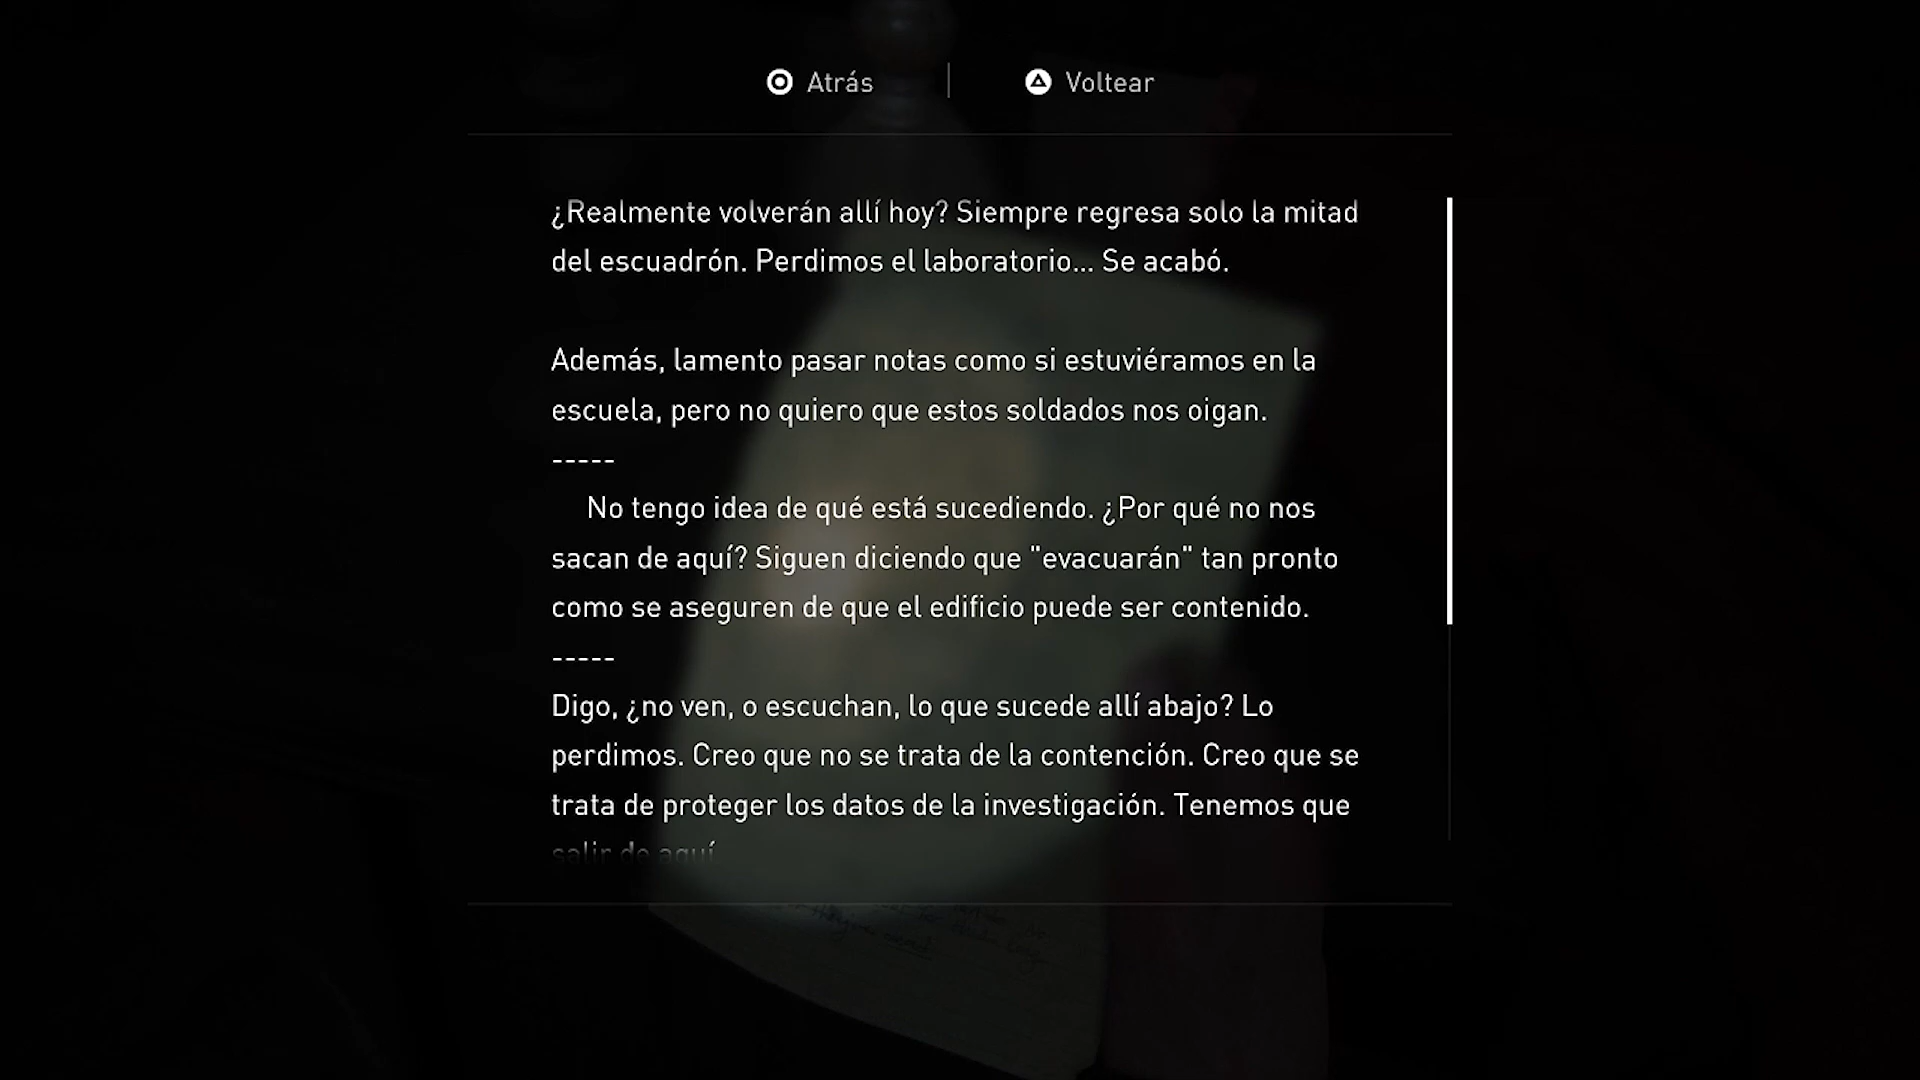 Atrás | Voltear
¿Realmente volverán allí hoy? Siempre regresa solo la mitad
del escuadrón. Perdimos el laboratorio... Se acabó.
Además, lamento pasar notas como si estuviéramos en la
escuela, pero no quiero que estos soldados nos oigan.
-----
No tengo idea de qué está sucediendo. ¿Por qué no nos
sacan de aquí? Siguen diciendo que "evacuarán" tan pronto
como se aseguren de que el edificio puede ser contenido.
-----
Digo, ¿no ven, o escuchan, lo que sucede allí abajo? Lo
perdimos. Creo que no se trata de la contención. Creo que se
trata de proteger los datos de la investigación. Tenemos que
salir de aquí